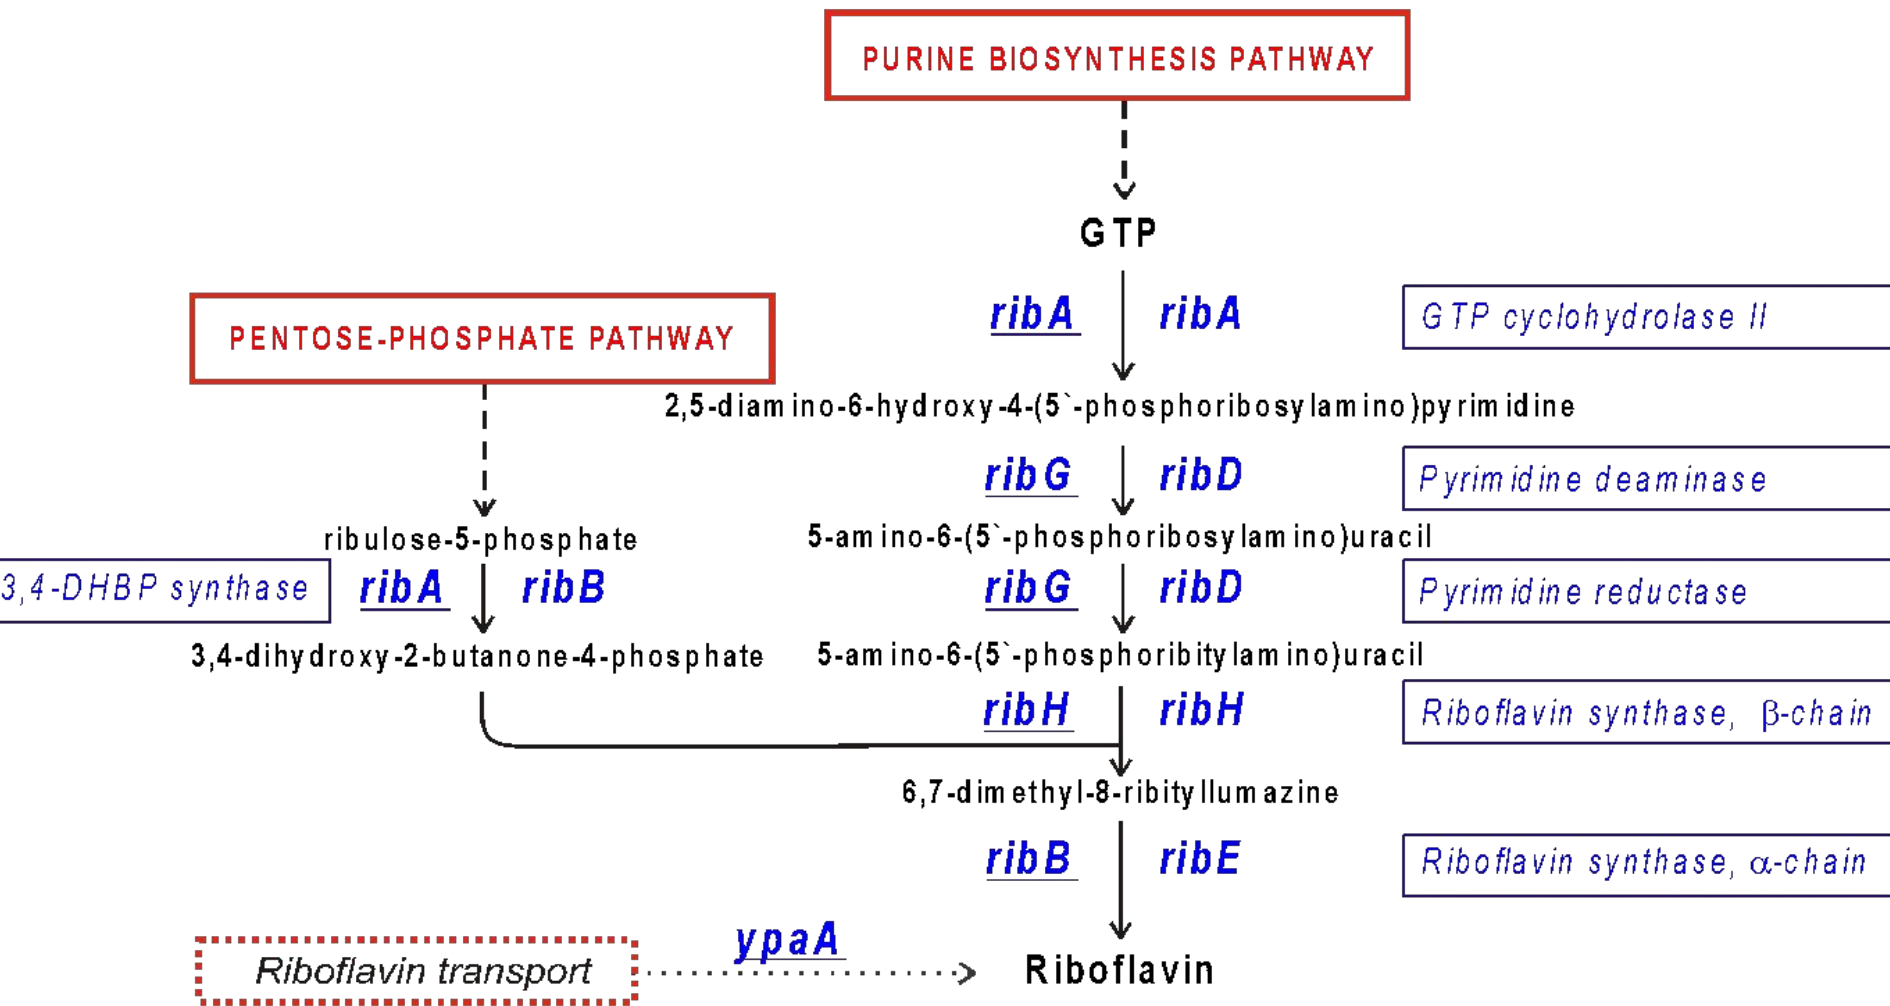 PURINE BIOSYNTHESIS PATHWAY
GTP
ribA ribA GTP cyclohydrolase II
PENTOSE-PHOSPHATE PATHWAY
2,5-diamino-6-hydroxy-4-(5`-phosphoribosylamino)pyrimidine
ribG ribD Pyrimidine deaminase
ribulose-5-phosphate 5-amino-6-(5`-phosphoribosylamino)uracil
3,4-DHBP synthase ribA ribB ribG ribD Pyrimidine reductase
3,4-dihydroxy-2-butanone-4-phosphate 5-amino-6-(5`-phosphoribitylamino)uracil
ribH ribH Riboflavin synthase, β-chain
6,7-dimethyl-8-ribityllumazine
ribB ribE Riboflavin synthase, α-chain
ypaA
Riboflavin transport Riboflavin